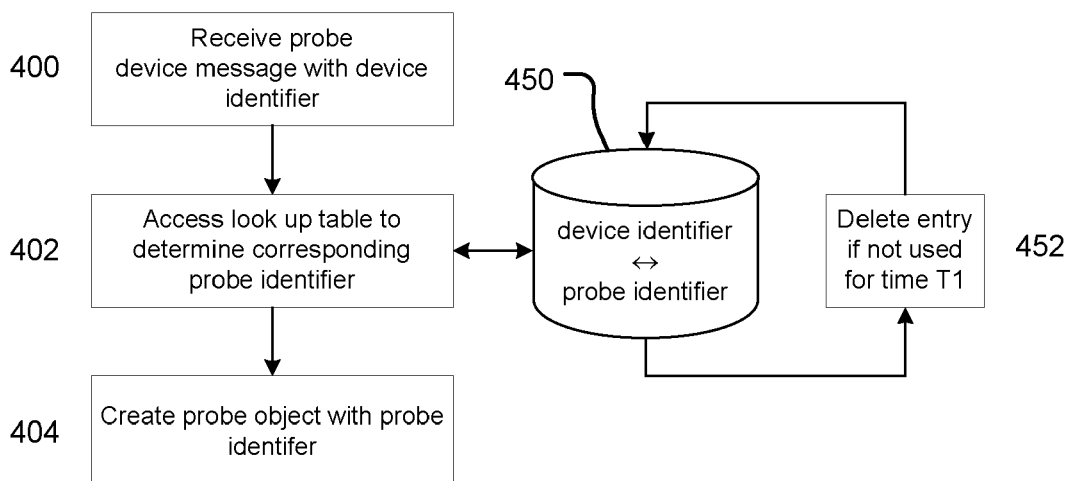 400
Receive probe
device message with device
identifier
450
402
Access look up table to
determine corresponding
probe identifier
device identifier
↔
probe identifier
Delete entry
if not used
for time T1
452
404
Create probe object with probe
identifer